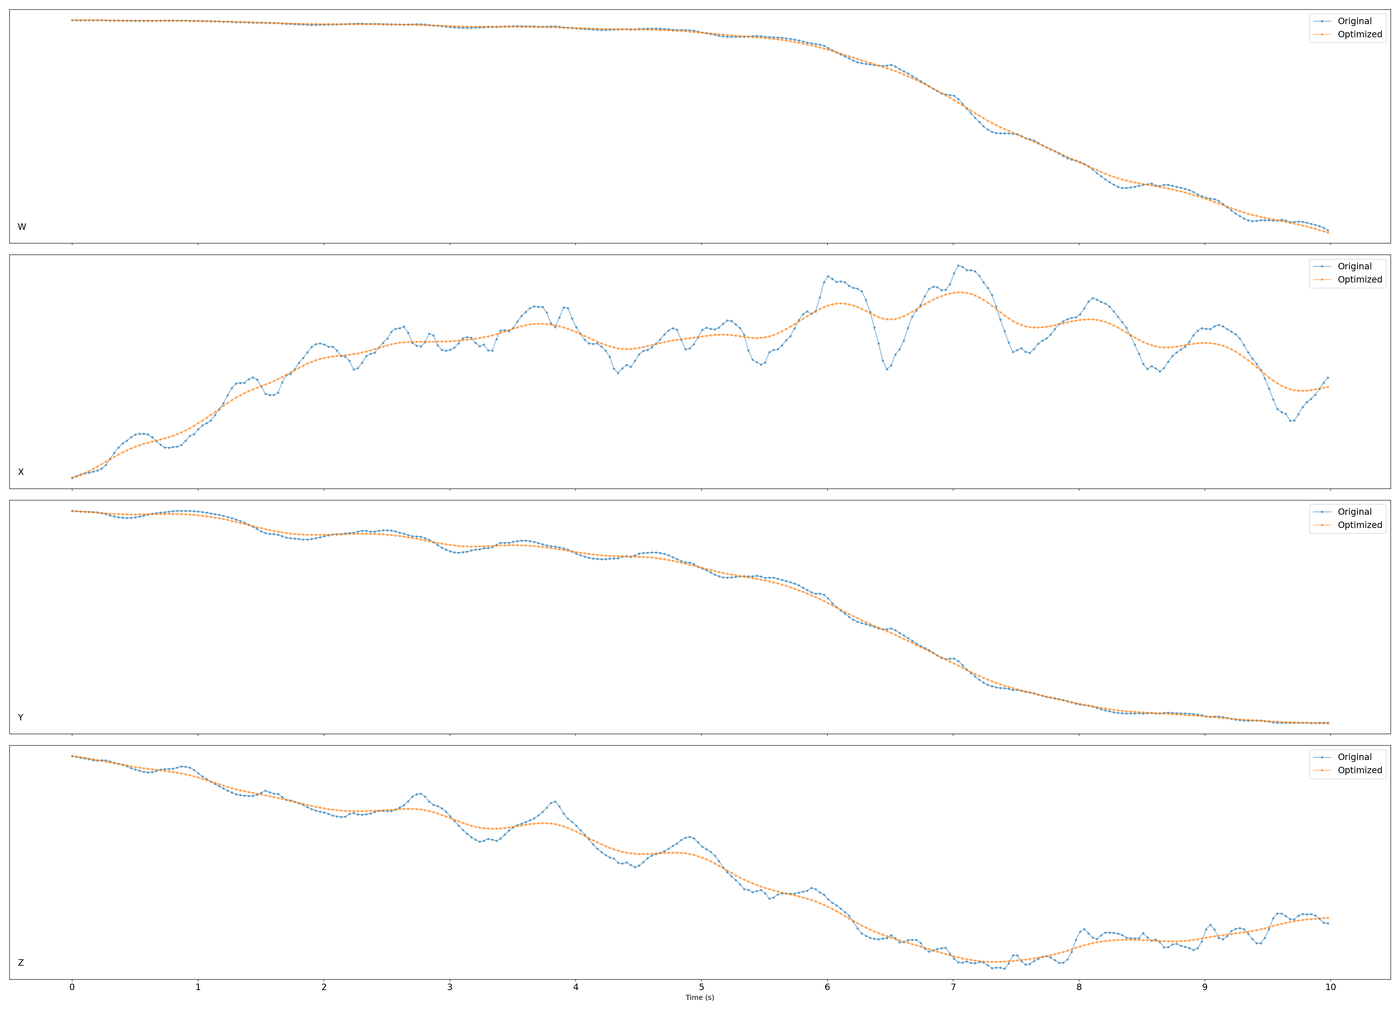 Original
Optimized
W
Original
Optimized
X
Original
Optimized
Y
Original
Optimized
Z
0 1 2 3 4 5 6 7 8 9 10
Time (s)